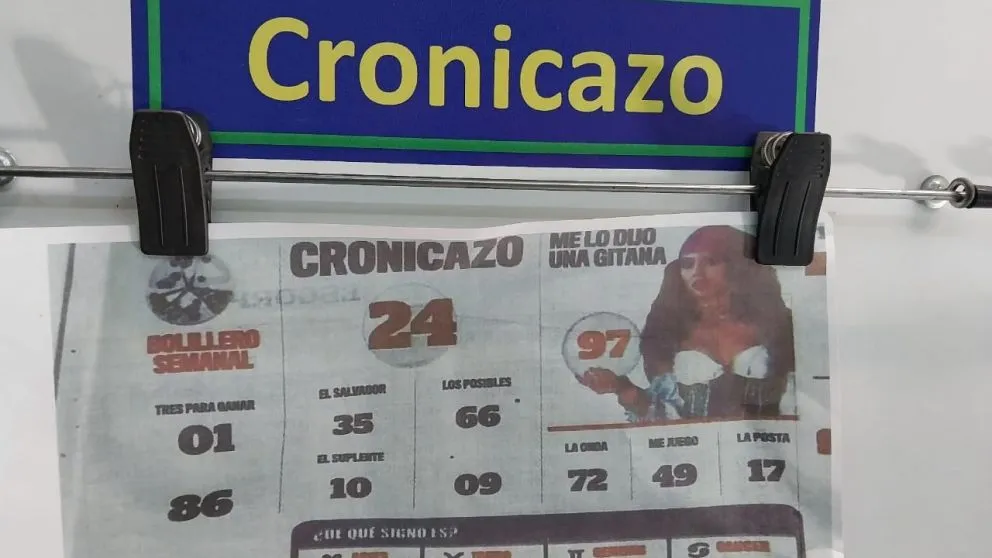 Cronicazo
BOLILLERO
SEMANAL
TRES PARA GANAR
01
86
CRONICAZO
24
EL SALVADOR
35
EL SUPLENTE
10
LOS POSIBLES
66
09
ME LO DIJO
UNA GITANA
97
LA ONDA
72
ME JUEGO
49
LA POSTA
17
¿DE QUÉ SIGNO ES?